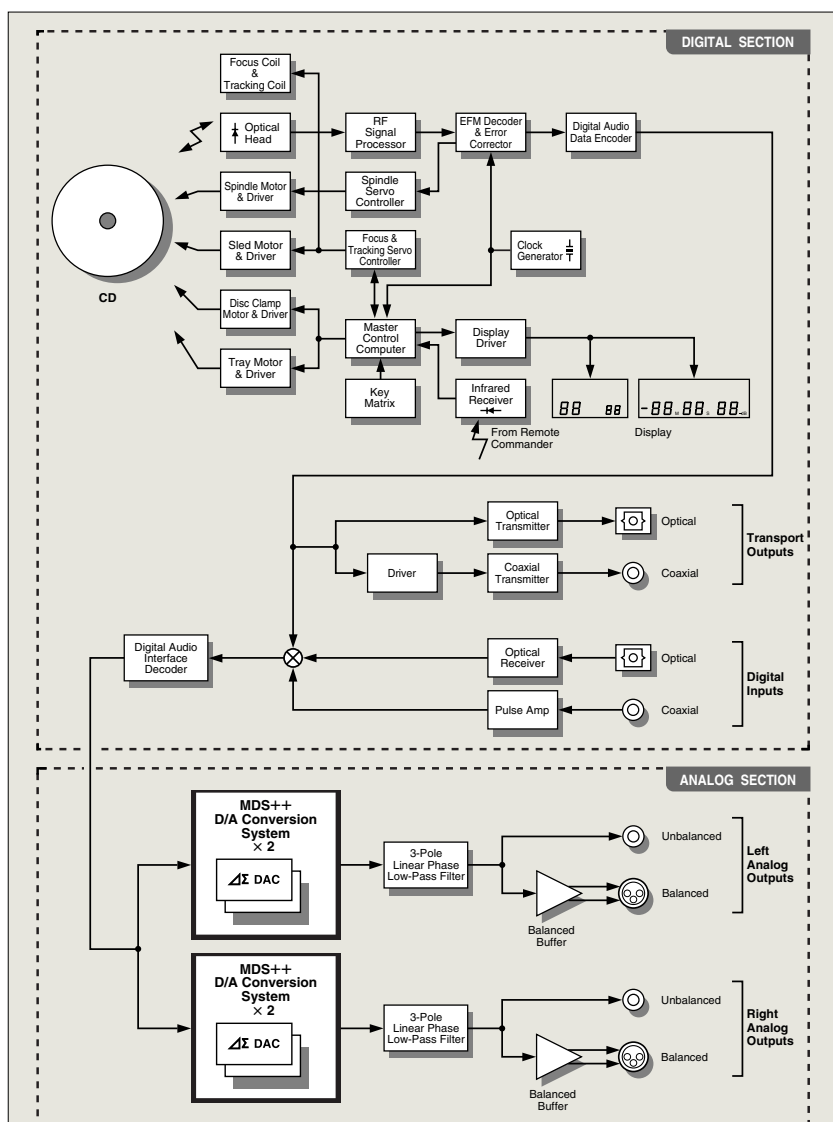 DIGITAL SECTION
Focus Coil
&
Tracking Coil
Optical
Head
RF
Signal
Processor
EFM Decoder
& Error
Corrector
Digital Audio
Data Encoder
Spindle Motor
& Driver
Spindle
Servo
Controller
Sled Motor
& Driver
Focus &
Tracking Servo
Controller
Clock
Generator
CD
Disc Clamp
Motor & Driver
Master
Control
Computer
Display
Driver
Tray Motor
& Driver
Key
Matrix
Infrared
Receiver
88 88
-88 M 88 S 88 dB
From Remote
Commander
Display
Optical
Transmitter
Optical
Driver
Coaxial
Transmitter
Coaxial
Transport
Outputs
Digital Audio
Interface
Decoder
Optical
Receiver
Optical
Pulse Amp
Coaxial
Digital
Inputs
ANALOG SECTION
MDS++
D/A Conversion
System
× 2
ΔΣ DAC
3-Pole
Linear Phase
Low-Pass Filter
Unbalanced
Balanced
Balanced
Buffer
Left
Analog
Outputs
MDS++
D/A Conversion
System
× 2
ΔΣ DAC
3-Pole
Linear Phase
Low-Pass Filter
Unbalanced
Balanced
Balanced
Buffer
Right
Analog
Outputs